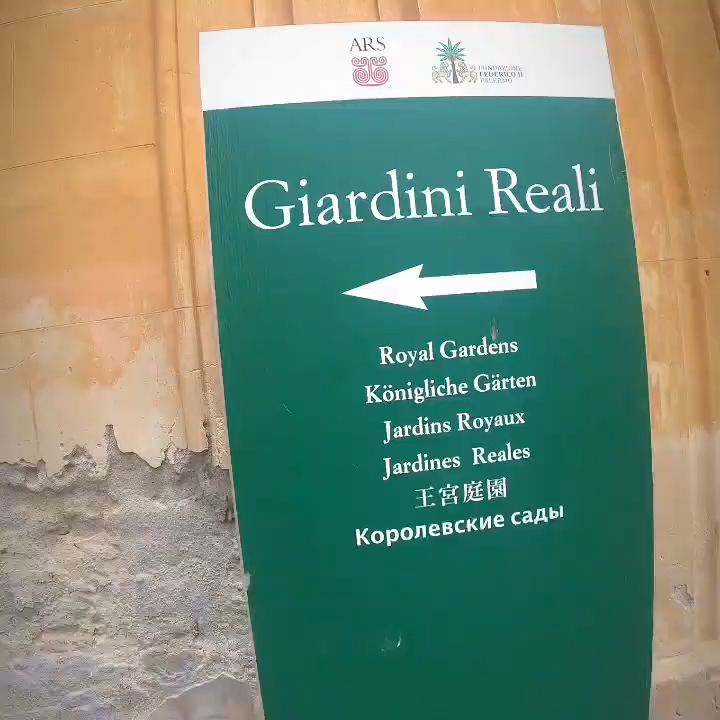 ARS
FONDAZIONE
FEDERICO II
PALERMO
Giardini Reali
Royal Gardens
Königliche Gärten
Jardins Royaux
Jardines Reales
王宮庭園
Королевские сады